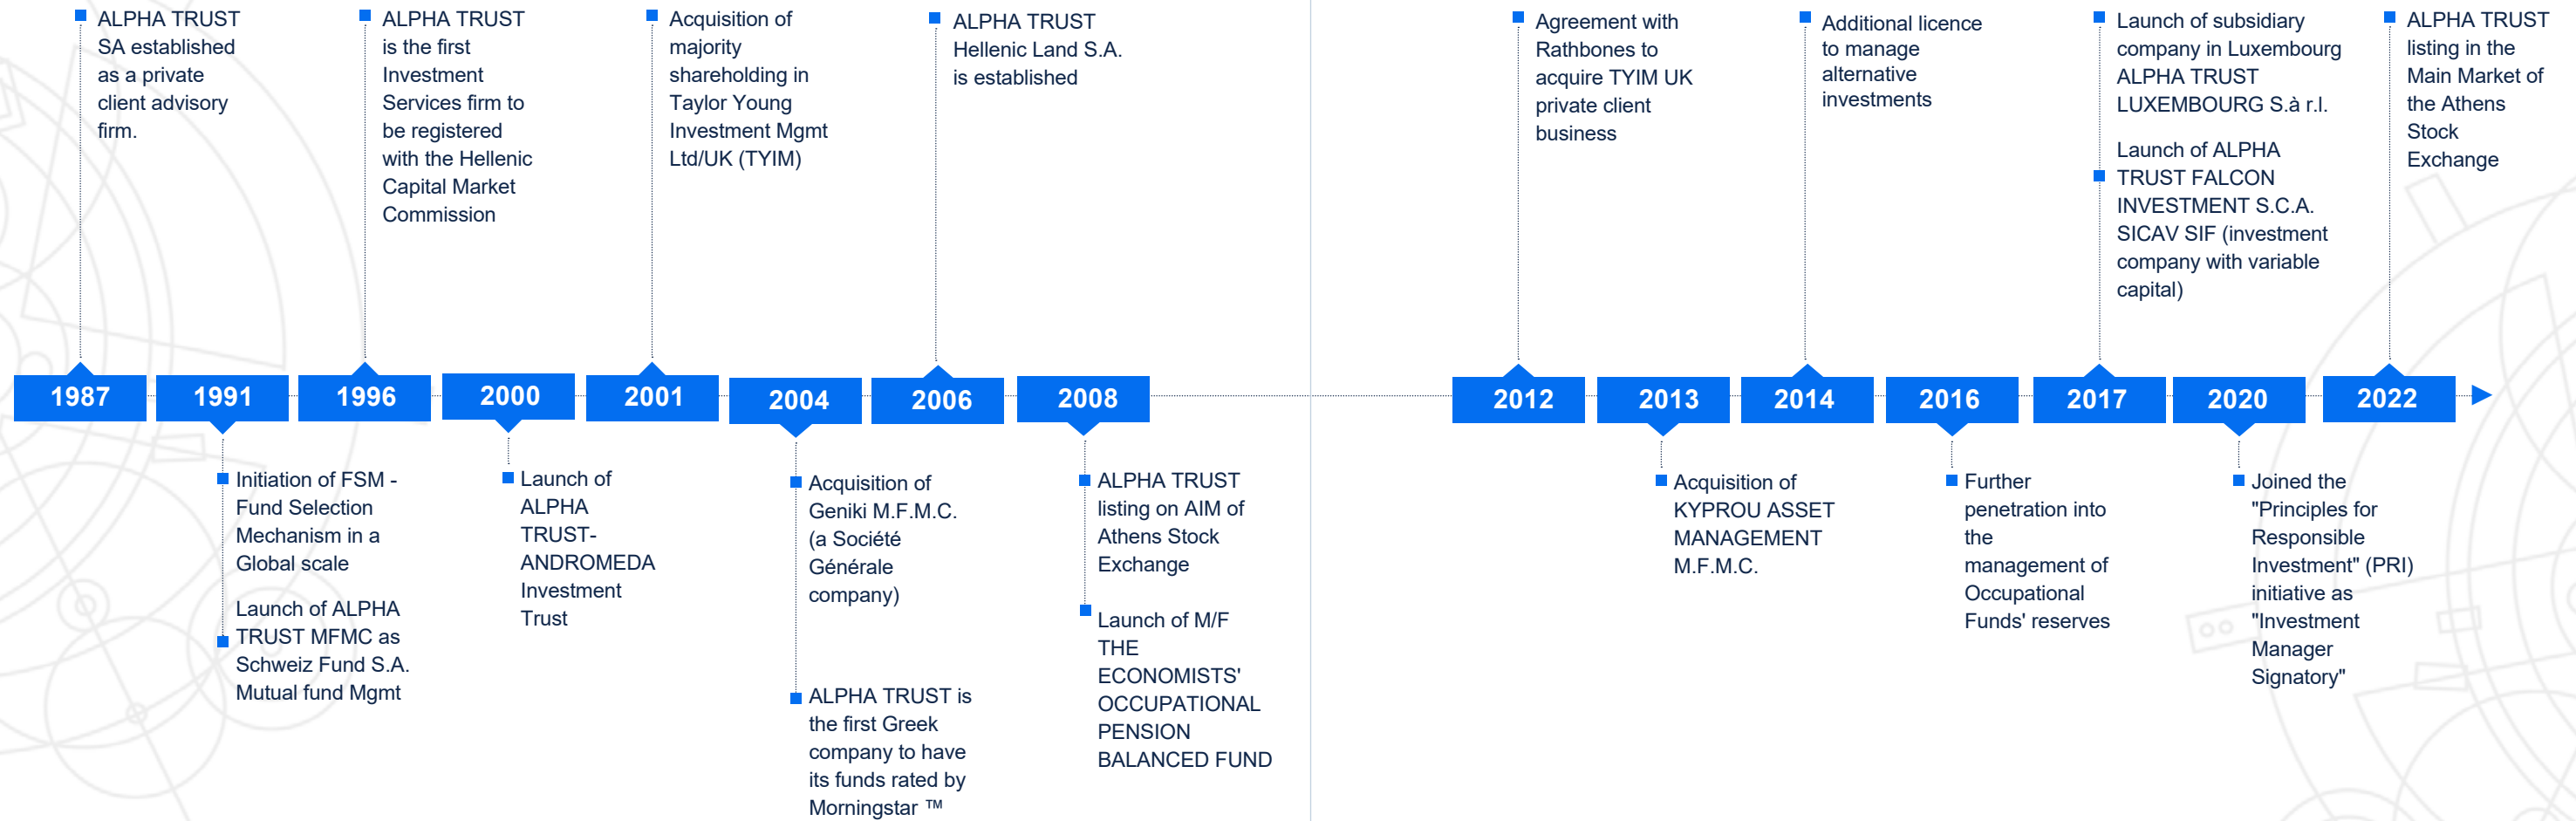 ALPHA TRUST
SA established
as a private
client advisory
firm.
ALPHA TRUST
is the first
Investment
Services firm to
be registered
with the Hellenic
Capital Market
Commission
Acquisition of
majority
shareholding in
Taylor Young
Investment Mgmt
Ltd/UK (TYIM)
ALPHA TRUST
Hellenic Land S.A.
is established
Agreement with
Rathbones to
acquire TYIM UK
private client
business
Additional licence
to manage
alternative
investments
Launch of subsidiary
company in Luxembourg
ALPHA TRUST
LUXEMBOURG S.à r.l.
Launch of ALPHA
TRUST FALCON
INVESTMENT S.C.A.
SICAV SIF (investment
company with variable
capital)
ALPHA TRUST
listing in the
Main Market of
the Athens
Stock
Exchange
1987
1991
1996
2000
2001
2004
2006
2008
2012
2013
2014
2016
2017
2020
2022
Initiation of FSM -
Fund Selection
Mechanism in a
Global scale
Launch of ALPHA
TRUST MFMC as
Schweiz Fund S.A.
Mutual fund Mgmt
Launch of
ALPHA
TRUST-
ANDROMEDA
Investment
Trust
Acquisition of
Geniki M.F.M.C.
(a Société
Générale
company)
ALPHA TRUST is
the first Greek
company to have
its funds rated by
Morningstar ™
ALPHA TRUST
listing on AIM of
Athens Stock
Exchange
Launch of M/F
THE
ECONOMISTS'
OCCUPATIONAL
PENSION
BALANCED FUND
Acquisition of
KYPROU ASSET
MANAGEMENT
M.F.M.C.
Further
penetration into
the
management of
Occupational
Funds' reserves
Joined the
"Principles for
Responsible
Investment" (PRI)
initiative as
"Investment
Manager
Signatory"